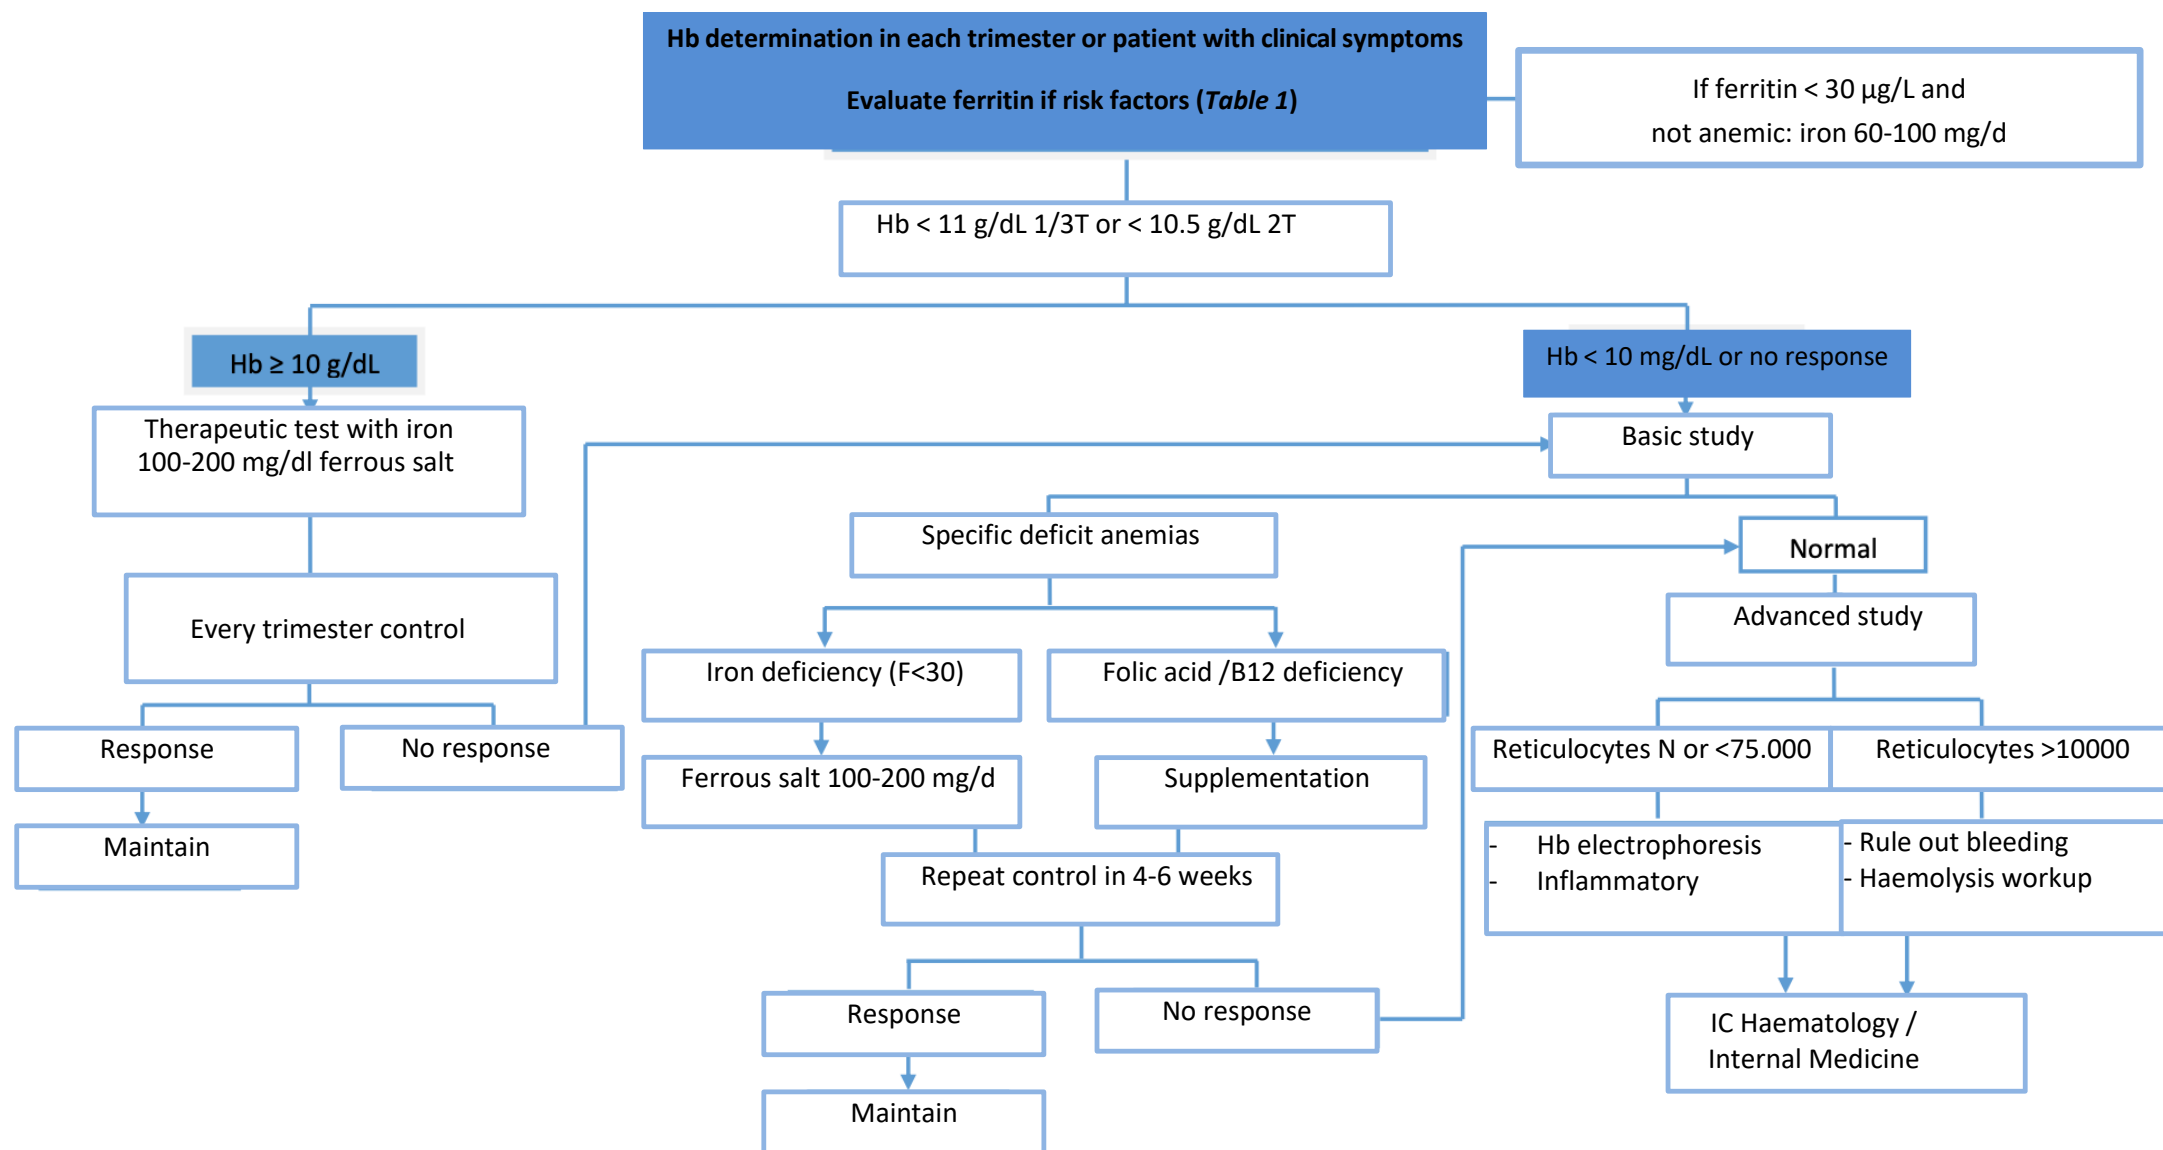 Hb determination in each trimester or patient with clinical symptoms
Evaluate ferritin if risk factors (Table 1)
If ferritin < 30 µg/L and
not anemic: iron 60-100 mg/d
Hb < 11 g/dL 1/3T or < 10.5 g/dL 2T
Hb ≥ 10 g/dL
Hb < 10 mg/dL or no response
Therapeutic test with iron
100-200 mg/dl ferrous salt
Basic study
Every trimester control
Specific deficit anemias
Normal
Advanced study
Response
No response
Iron deficiency (F<30)
Folic acid /B12 deficiency
Reticulocytes N or <75.000
Reticulocytes >10000
Maintain
Ferrous salt 100-200 mg/d
Supplementation
- Hb electrophoresis
- Inflammatory
- Rule out bleeding
- Haemolysis workup
Repeat control in 4-6 weeks
Response
No response
IC Haematology /
Internal Medicine
Maintain